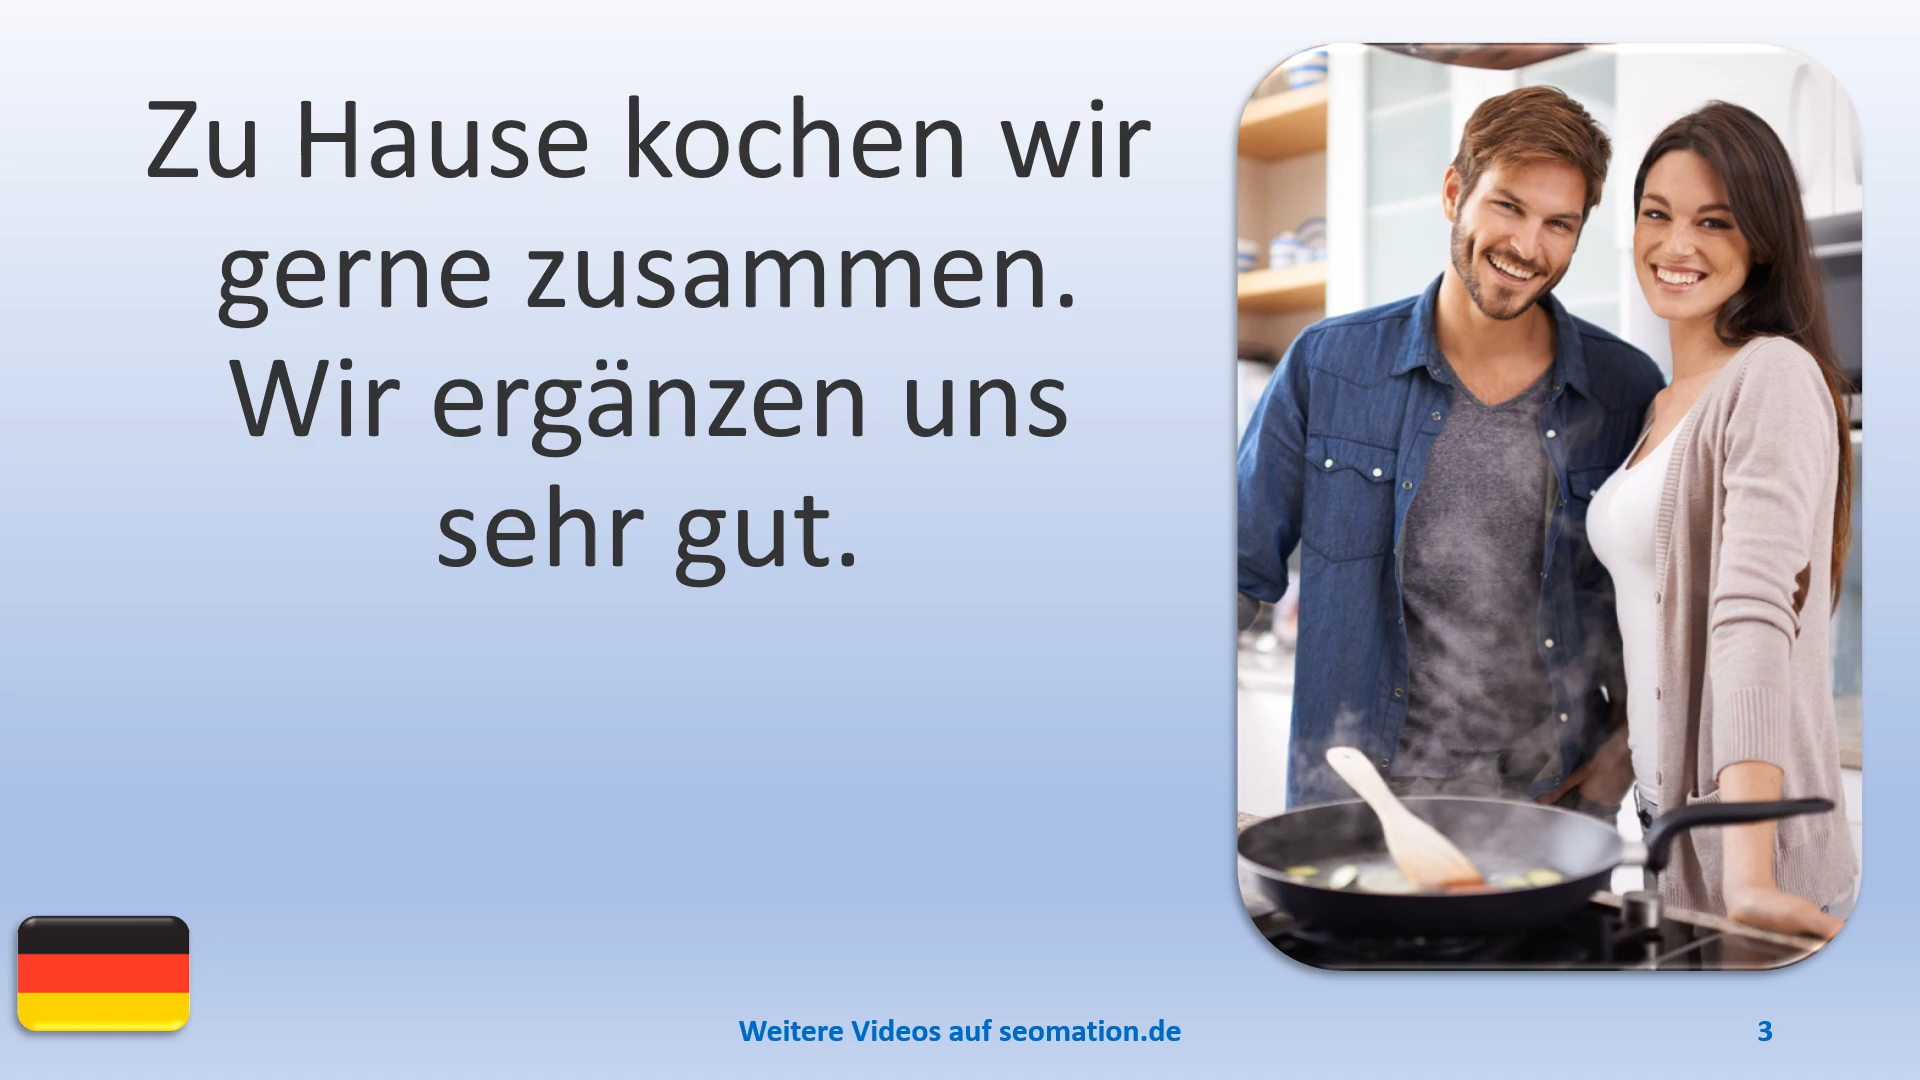 Zu Hause kochen wir
gerne zusammen.
Wir ergänzen uns
sehr gut.
Weitere Videos auf seomation.de
3